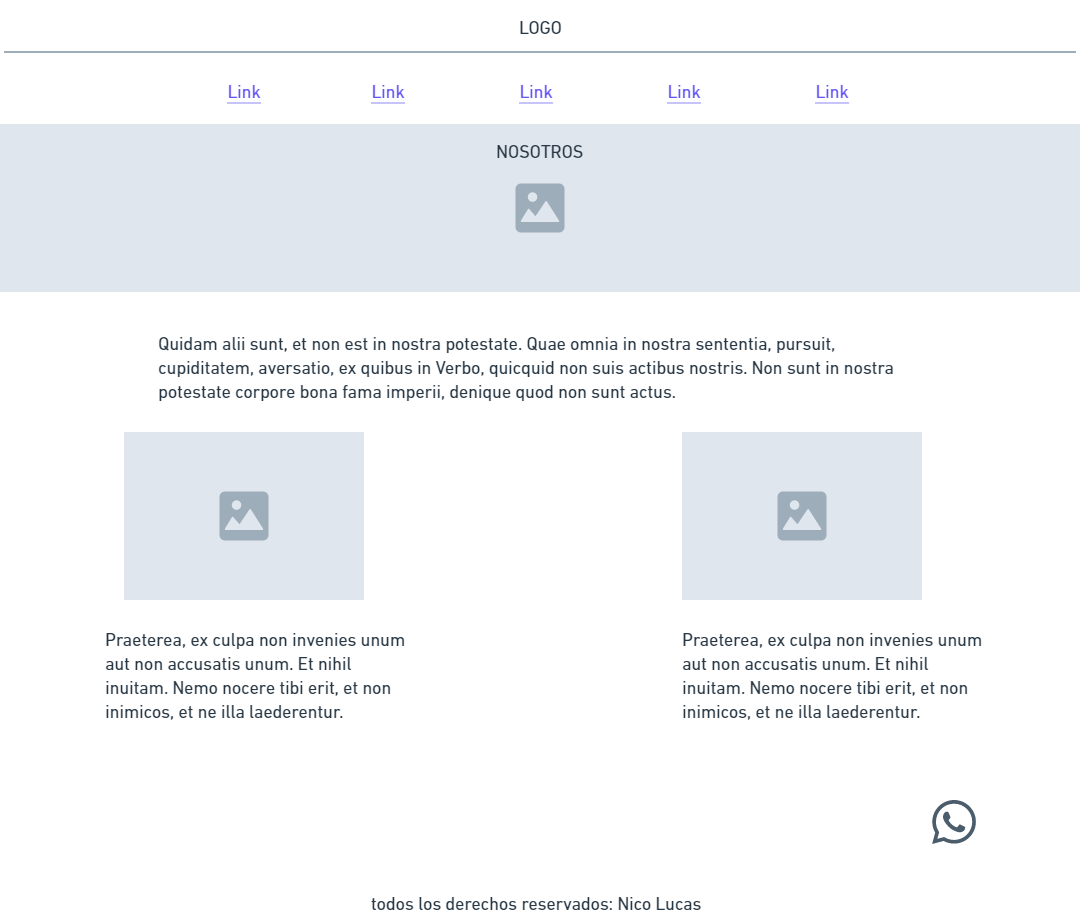 LOGO
Link Link Link Link Link
NOSOTROS
Quidam alii sunt, et non est in nostra potestate. Quae omnia in nostra sententia, pursuit,
cupiditatem, aversatio, ex quibus in Verbo, quicquid non suis actibus nostris. Non sunt in nostra
potestate corpore bona fama imperii, denique quod non sunt actus.
Praeterea, ex culpa non invenies unum
aut non accusatis unum. Et nihil
inuitam. Nemo nocere tibi erit, et non
inimicos, et ne illa laederentur.
Praeterea, ex culpa non invenies unum
aut non accusatis unum. Et nihil
inuitam. Nemo nocere tibi erit, et non
inimicos, et ne illa laederentur.
todos los derechos reservados: Nico Lucas